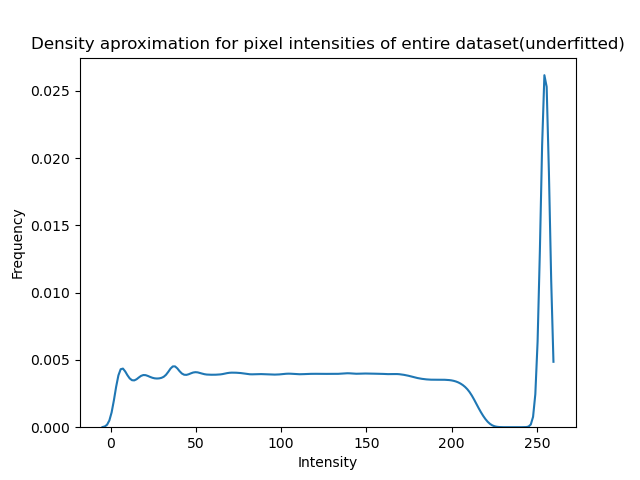 Density aproximation for pixel intensities of entire dataset(underfitted)
0.025
0.020
0.015
0.010
0.005
0.000
Frequency
0 50 100 150 200 250
Intensity